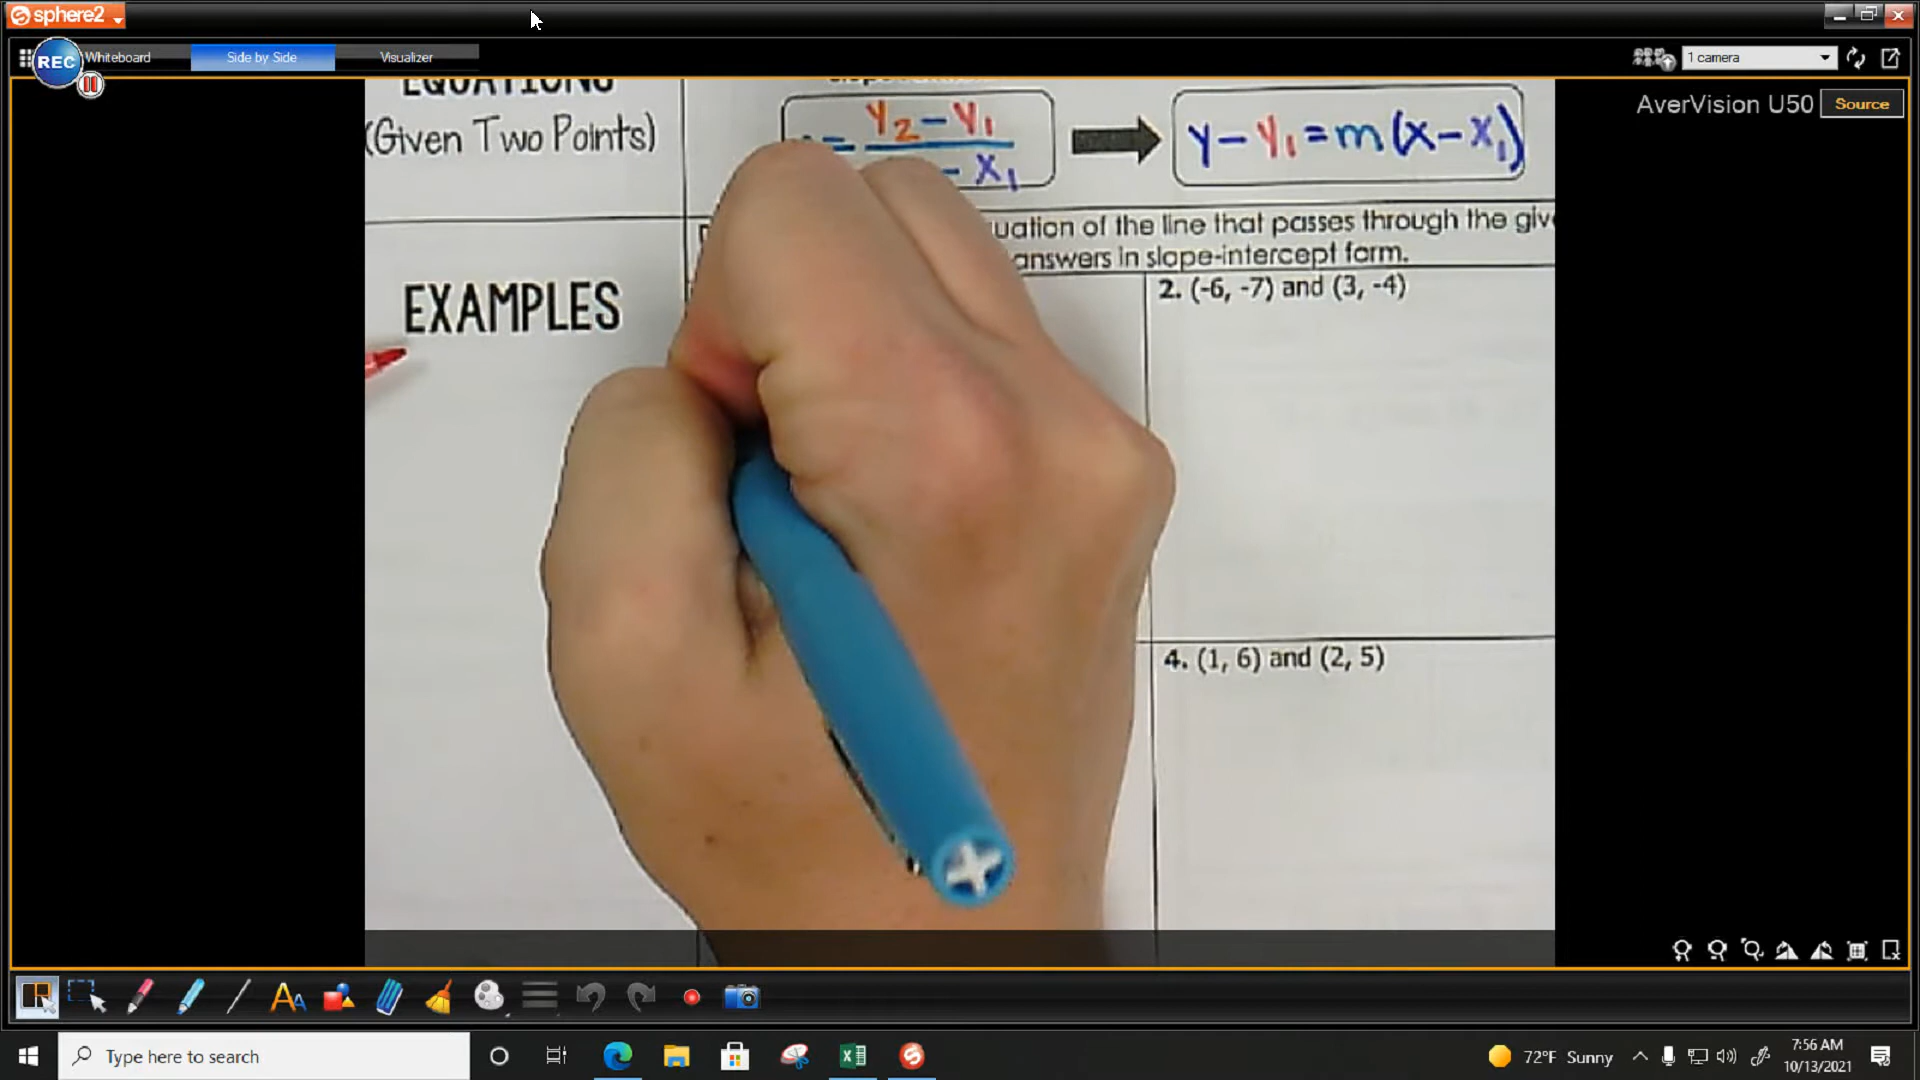 sphere2
REC
Whiteboard
Side by Side
Visualizer
1 camera
AverVision U50
Source
EQUATIONS
(Given Two Points)
= y₂ - y₁
- x₁
y - y₁ = m(x - x₁)
equation of the line that passes through the
answers in slope-intercept form.
EXAMPLES
2. (-6, -7) and (3, -4)
4. (1, 6) and (2, 5)
Type here to search
72°F Sunny
7:56 AM
10/13/2021